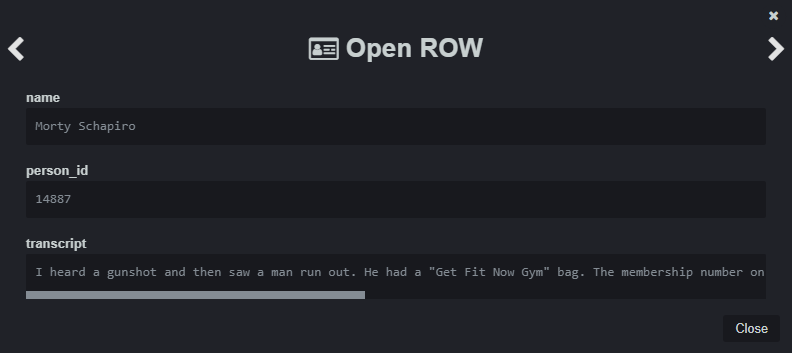 Open ROW
name
Morty Schapiro
person_id
14887
transcript
I heard a gunshot and then saw a man run out. He had a "Get Fit Now Gym" bag. The membership number on
Close